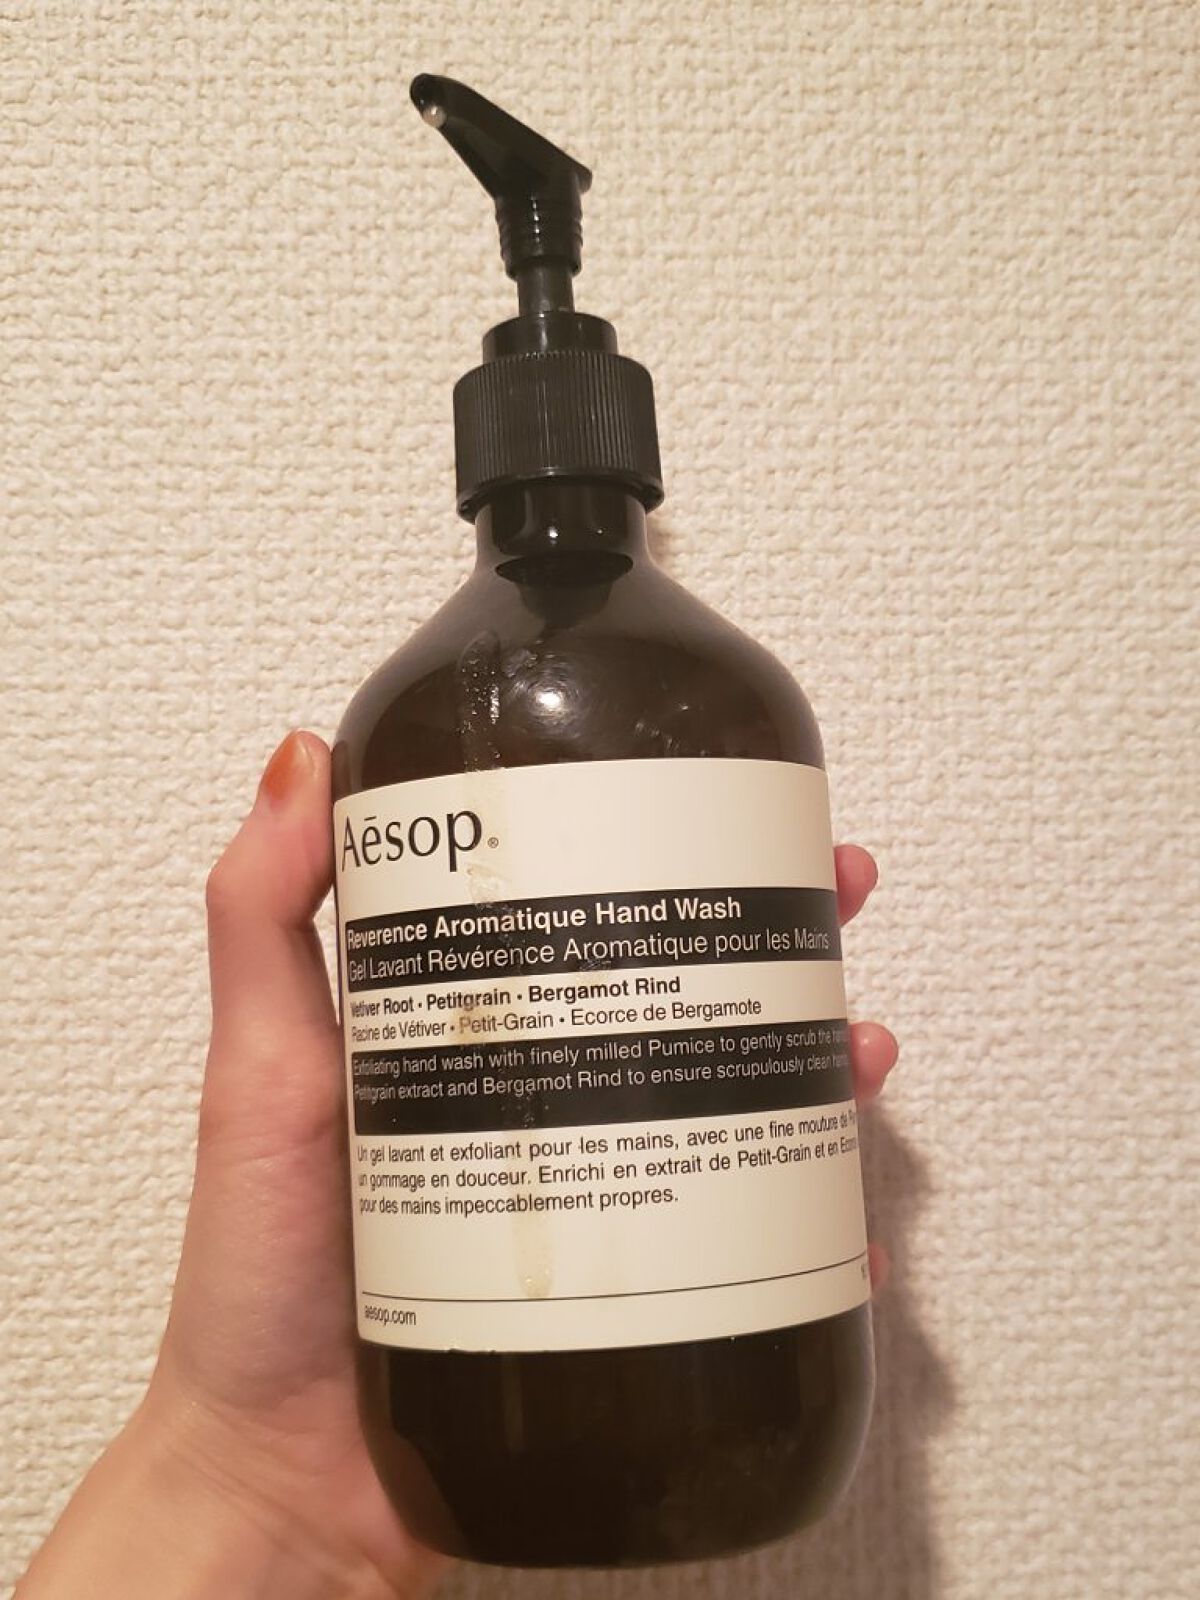 Aēsop®
Reverence Aromatique Hand Wash
Gel Lavant Révérence Aromatique pour les Mains
Vetiver Root · Petitgrain · Bergamot Rind
Racine de Vétiver · Petit-Grain · Ecorce de Bergamote
Exfoliating hand wash with finely milled Pumice to gently scrub the
Petitgrain extract and Bergamot Rind to ensure scrupulously clean
Un gel lavant et exfoliant pour les mains, avec une fine mouture de
un gommage en douceur. Enrichi en extrait de Petit-Grain et en
pour des mains impeccablement propres.
aesop.com